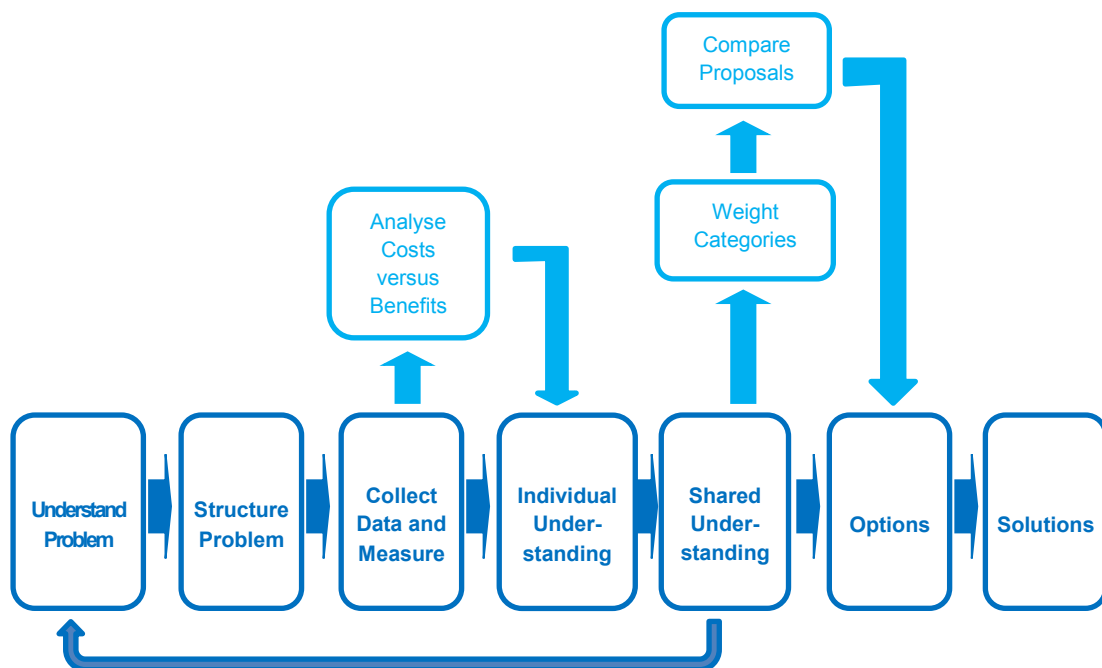 Compare
Proposals
Weight
Categories
Analyse
Costs
versus
Benefits
Understand
Problem
Structure
Problem
Collect
Data and
Measure
Individual
Under-
standing
Shared
Under-
standing
Options
Solutions